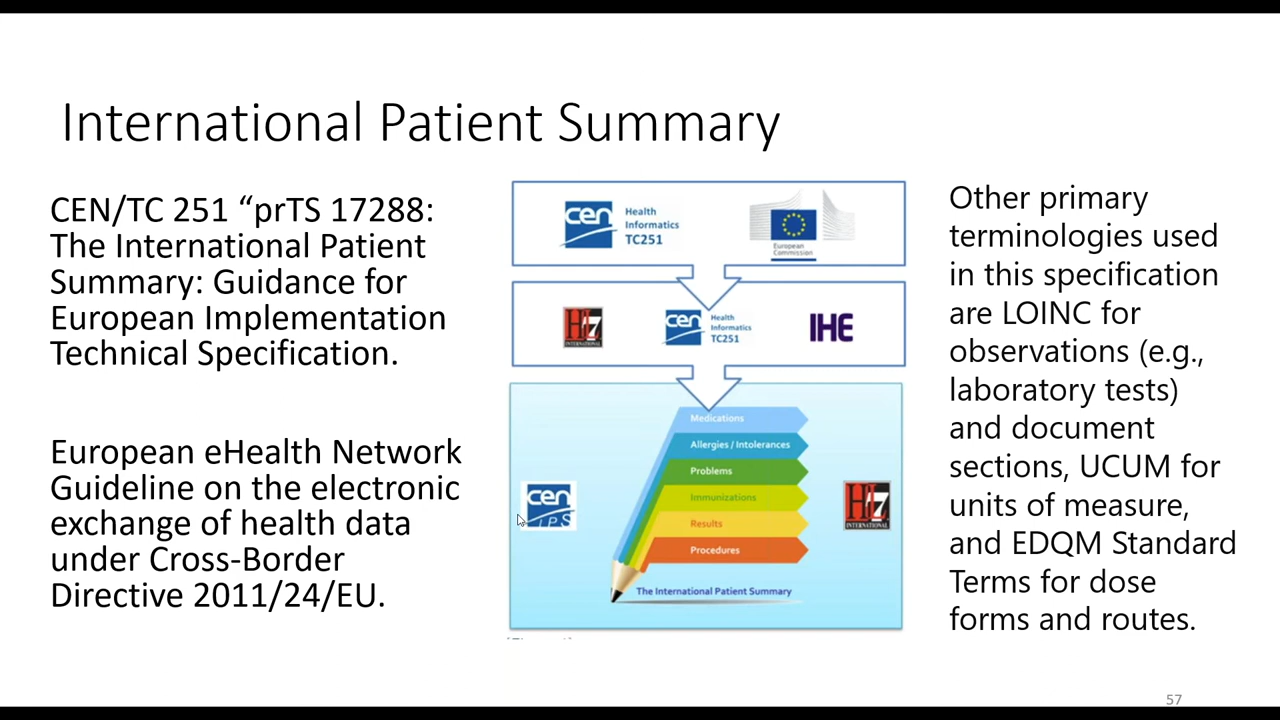 International Patient Summary
CEN/TC 251 “prTS 17288:
The International Patient
Summary: Guidance for
European Implementation
Technical Specification.
European eHealth Network
Guideline on the electronic
exchange of health data
under Cross-Border
Directive 2011/24/EU.
cen
Health
Informatics
TC251
European
Commission
HL7
INTERNATIONAL
cen
Health
Informatics
TC251
IHE
Medications
Allergies / Intolerances
Problems
Immunizations
Results
Procedures
cen
IPS
HL7
INTERNATIONAL
The International Patient Summary
Other primary
terminologies used
in this specification
are LOINC for
observations (e.g.,
laboratory tests)
and document
sections, UCUM for
units of measure,
and EDQM Standard
Terms for dose
forms and routes.
57